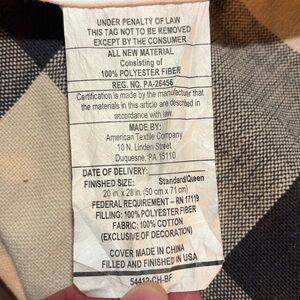 UNDER PENALTY OF LAW
THIS TAG NOT TO BE REMOVED
EXCEPT BY THE CONSUMER
ALL NEW MATERIAL
Consisting of
100% POLYESTER FIBER
REG. NO. PA-26456
Certification is made by the manufacturer that
the materials in this article are described in
accordance with law.
MADE BY:
American Textile Company
10 N. Linden Street
Duquesne, PA 15110
DATE OF DELIVERY:
FINISHED SIZE: Standard/Queen
20 in. x 28 in. (50 cm x 71 cm)
FEDERAL REQUIREMENT – RN 17119
FILLING: 100% POLYESTER FIBER
FABRIC: 100% COTTON
(EXCLUSIVE OF DECORATION)
COVER MADE IN CHINA
FILLED AND FINISHED IN USA
54412-CH-BF